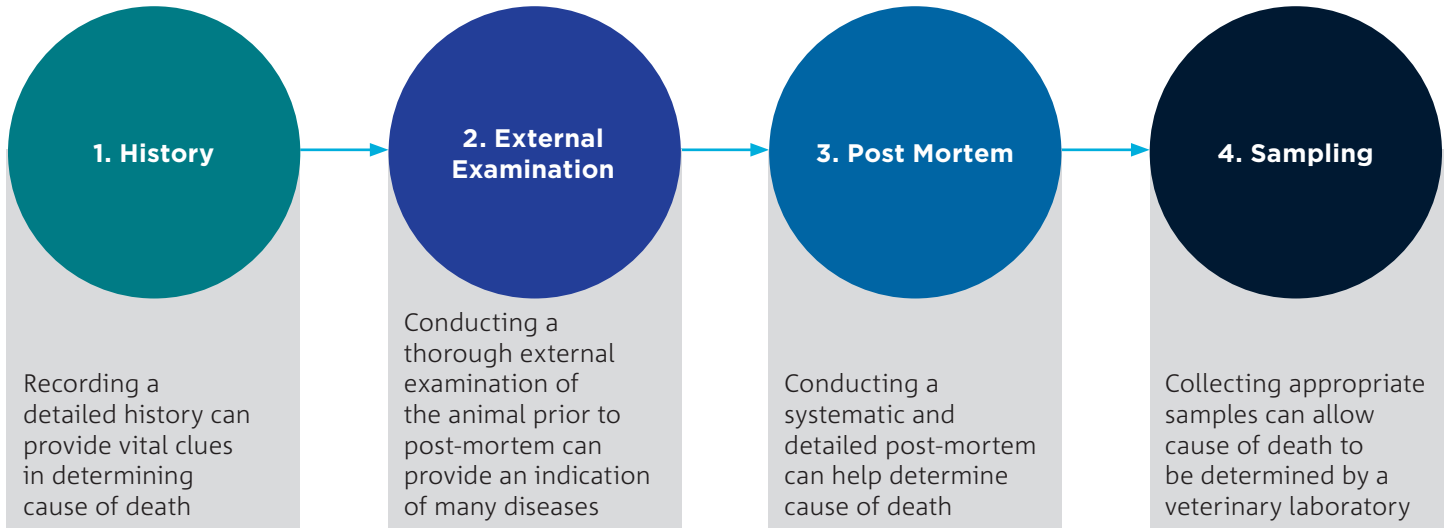 1. History
Recording a
detailed history can
provide vital clues
in determining
cause of death
2. External
Examination
Conducting a
thorough external
examination of
the animal prior to
post-mortem can
provide an indication
of many diseases
3. Post Mortem
Conducting a
systematic and
detailed post-mortem
can help determine
cause of death
4. Sampling
Collecting appropriate
samples can allow
cause of death to
be determined by a
veterinary laboratory